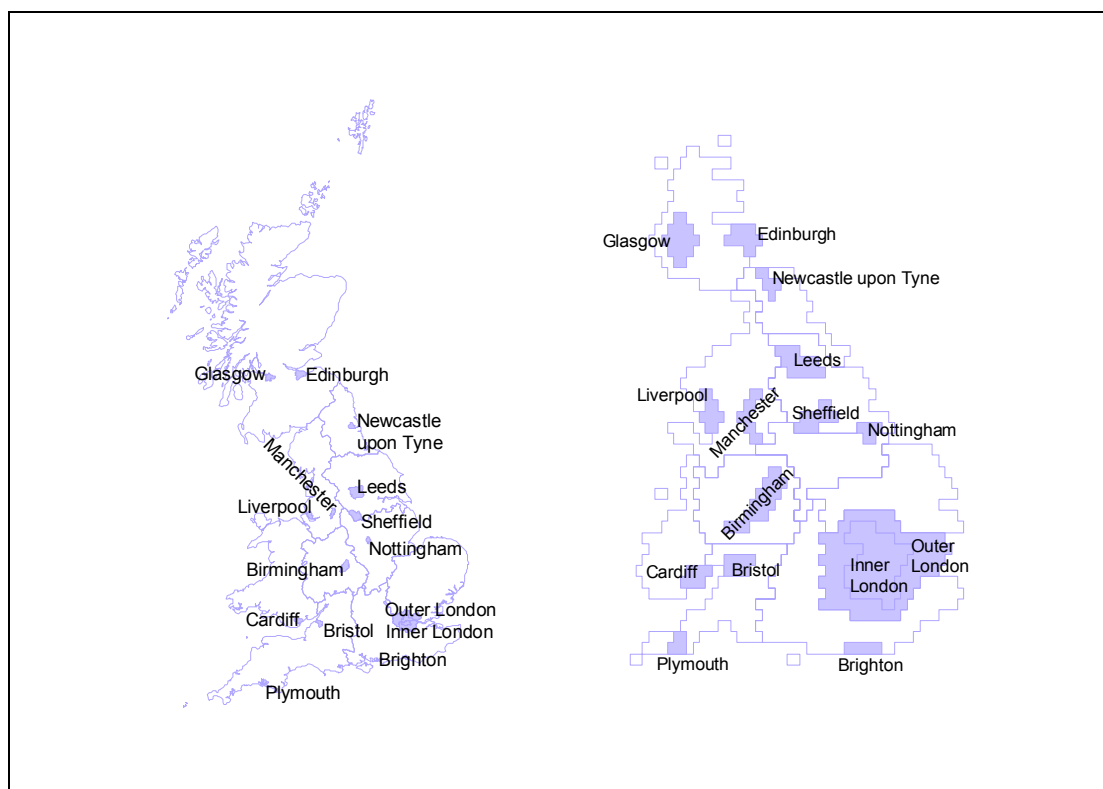 Glasgow
Edinburgh
Newcastle
upon Tyne
Manchester
Leeds
Liverpool
Sheffield
Nottingham
Birmingham
Outer London
Cardiff
Bristol
Inner London
Brighton
Plymouth
Edinburgh
Glasgow
Newcastle upon Tyne
Leeds
Liverpool
Manchester
Sheffield
Nottingham
Birmingham
Outer
London
Inner
London
Cardiff
Bristol
Plymouth
Brighton